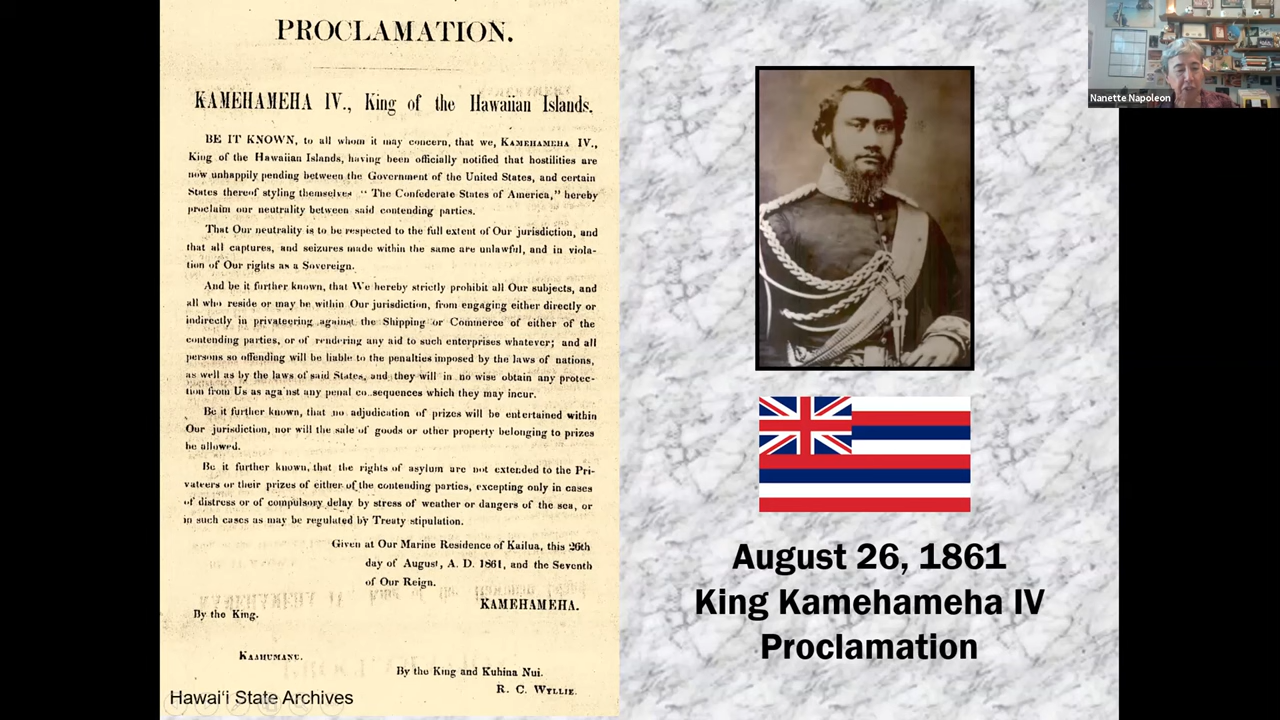 PROCLAMATION.
KAMEHAMEHA IV., King of the Hawaiian Islands.
BE IT KNOWN, to all whom it may concern, that we, KAMEHAMEHA IV.,
King of the Hawaiian Islands, having been officially notified that hostilities are
now unhappily pending between the Government of the United States, and certain
States thereof styling themselves "The Confederate States of America," hereby
proclaim our neutrality between said contending parties.
That Our neutrality is to be respected to the full extent of Our jurisdiction, and
that all captures, and seizures made within the same are unlawful, and in viola-
tion of Our rights as a Sovereign.
And be it further known, that We hereby strictly prohibit all Our subjects, and
all who reside or may be within Our jurisdiction, from engaging either directly or
indirectly in privateering against the Shipping or Commerce of either of the
contending parties, or of rendering any aid to such enterprises whatever; and all
persons so offending will be liable to the penalties imposed by the laws of nations,
as well as by the laws of said States, and they will in no wise obtain any protec-
tion from Us as against any penal co..sequences which they may incur.
Be it further known, that no adjudication of prizes will be entertained within
Our jurisdiction, nor will the sale of goods or other property belonging to prizes
be allowed.
Be it further known, that the rights of asylum are not extended to the Pri-
vateers or their prizes of either of the contending parties, excepting only in cases
of distress or of compulsory delay by stress of weather or dangers of the sea, or
in such cases as may be regulated by Treaty stipulation.
Given at Our Marine Residence of Kailua, this 26th
day of August, A. D. 1861, and the Seventh
of Our Reign.
KAMEHAMEHA.
By the King.
KAAHUMANU.
By the King and Kuhina Nui.
R. C. WYLLIE.
Hawai‘i State Archives
August 26, 1861
King Kamehameha IV
Proclamation
Nanette Napoleon